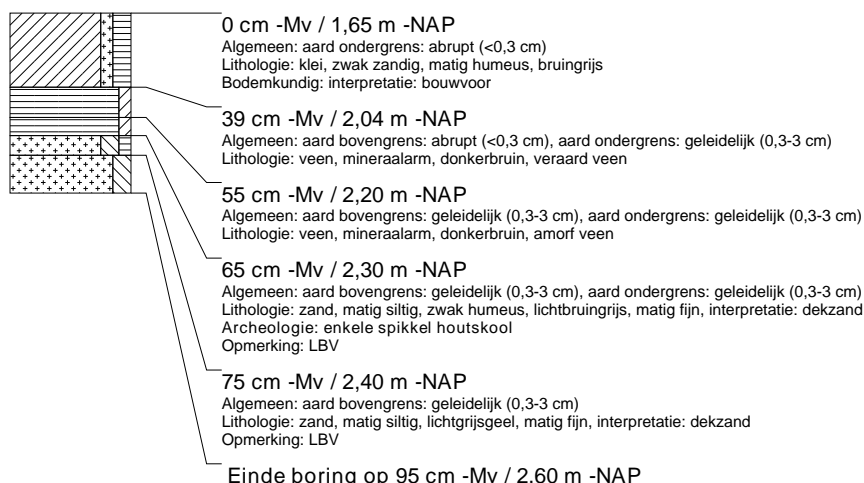 0 cm -Mv / 1,65 m -NAP
Algemeen: aard ondergrens: abrupt (<0,3 cm)
Lithologie: klei, zwak zandig, matig humeus, bruingrijs
Bodemkundig: interpretatie: bouwvoor
39 cm -Mv / 2,04 m -NAP
Algemeen: aard bovengrens: abrupt (<0,3 cm), aard ondergrens: geleidelijk (0,3-3 cm)
Lithologie: veen, mineraalarm, donkerbruin, veraard veen
55 cm -Mv / 2,20 m -NAP
Algemeen: aard bovengrens: geleidelijk (0,3-3 cm), aard ondergrens: geleidelijk (0,3-3 cm)
Lithologie: veen, mineraalarm, donkerbruin, amorf veen
65 cm -Mv / 2,30 m -NAP
Algemeen: aard bovengrens: geleidelijk (0,3-3 cm), aard ondergrens: geleidelijk (0,3-3 cm)
Lithologie: zand, matig siltig, zwak humeus, lichtbruingrijs, matig fijn, interpretatie: dekzand
Archeologie: enkele spikkel houtskool
Opmerking: LBV
75 cm -Mv / 2,40 m -NAP
Algemeen: aard bovengrens: geleidelijk (0,3-3 cm)
Lithologie: zand, matig siltig, lichtgrijsgeel, matig fijn, interpretatie: dekzand
Opmerking: LBV
Einde boring op 95 cm -Mv / 2,60 m -NAP